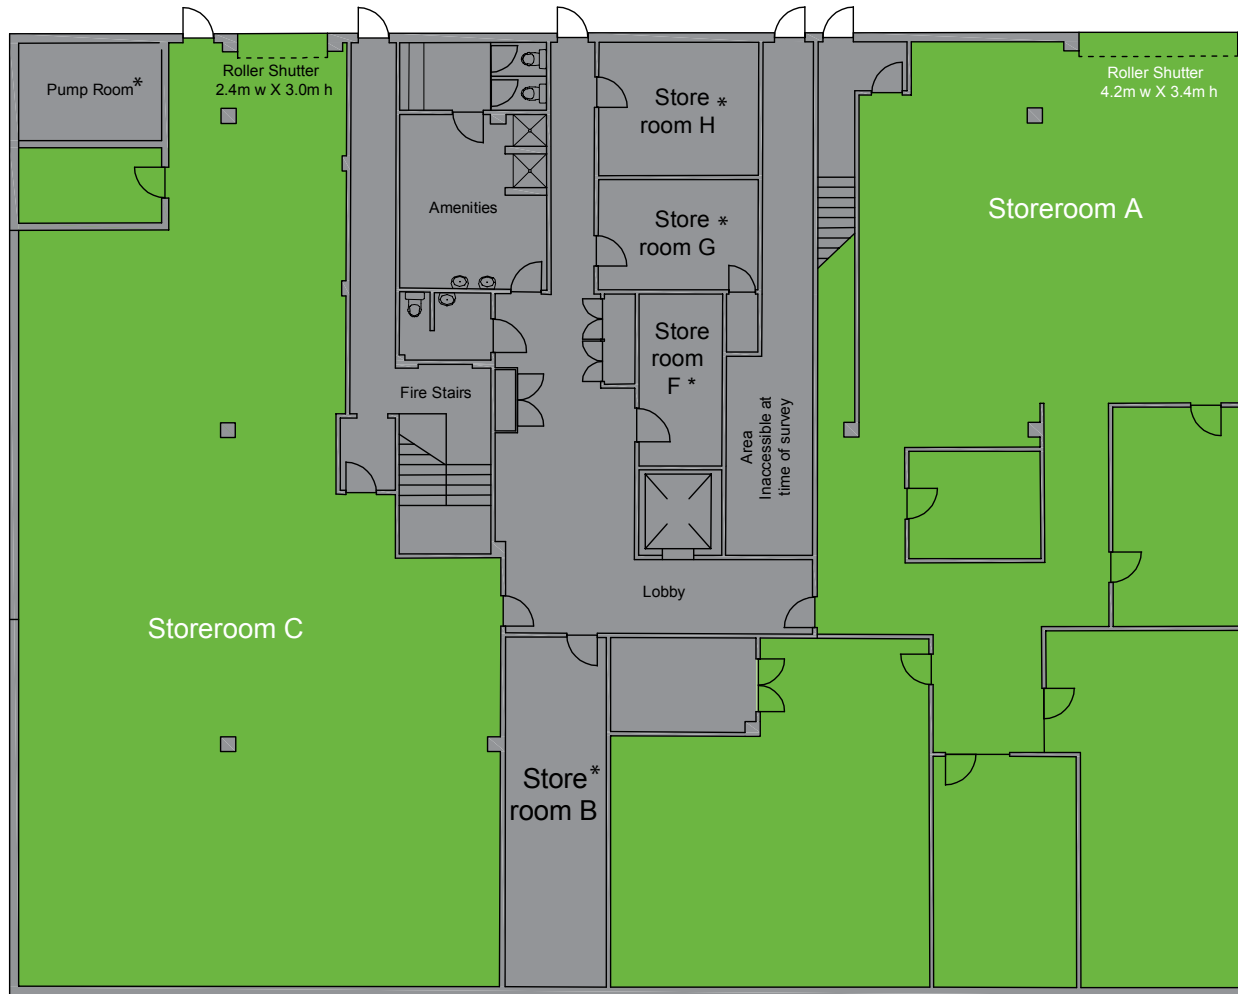 Pump Room*
Roller Shutter
2.4m w X 3.0m h
Store *
room H
Roller Shutter
4.2m w X 3.4m h
Amenities
Store *
room G
Storeroom A
Store
room
F *
Fire Stairs
Area
Inaccessible at
time of survey
Lobby
Storeroom C
Store*
room B